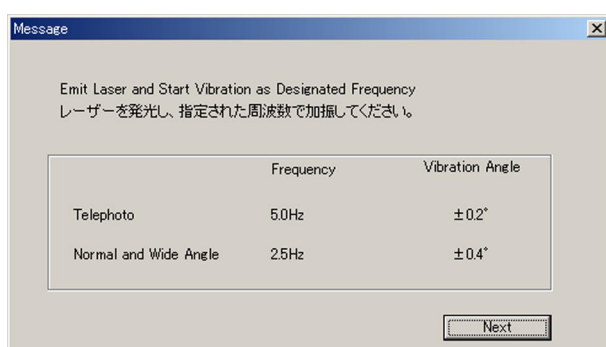 Message
Emit Laser and Start Vibration as Designated Frequency
レーザーを発光し、指定された周波数で加振してください。
Frequency Vibration Angle
Telephoto 5.0Hz ±0.2°
Normal and Wide Angle 2.5Hz ±0.4°
Next